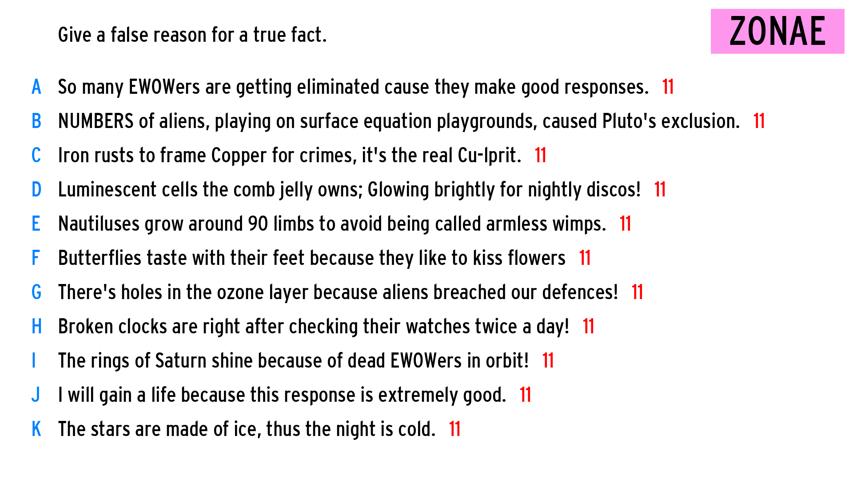 Give a false reason for a true fact.
ZONAE
A So many EWOWers are getting eliminated cause they make good responses. 11
B NUMBERS of aliens, playing on surface equation playgrounds, caused Pluto's exclusion. 11
C Iron rusts to frame Copper for crimes, it's the real Cu-lprit. 11
D Luminescent cells the comb jelly owns; Glowing brightly for nightly discos! 11
E Nautiluses grow around 90 limbs to avoid being called armless wimps. 11
F Butterflies taste with their feet because they like to kiss flowers 11
G There's holes in the ozone layer because aliens breached our defences! 11
H Broken clocks are right after checking their watches twice a day! 11
I The rings of Saturn shine because of dead EWOWers in orbit! 11
J I will gain a life because this response is extremely good. 11
K The stars are made of ice, thus the night is cold. 11